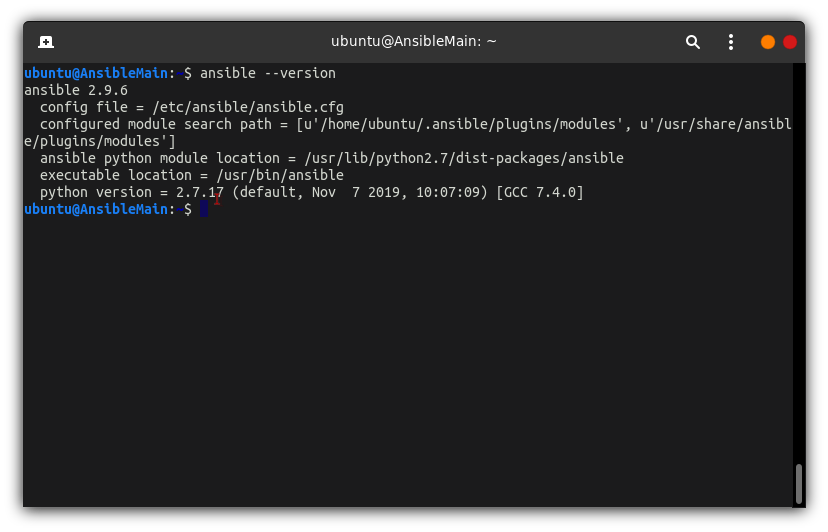 ubuntu@AnsibleMain: ~
ubuntu@AnsibleMain:~$ ansible --version
ansible 2.9.6
  config file = /etc/ansible/ansible.cfg
  configured module search path = [u'/home/ubuntu/.ansible/plugins/modules', u'/usr/share/ansibl
e/plugins/modules']
  ansible python module location = /usr/lib/python2.7/dist-packages/ansible
  executable location = /usr/bin/ansible
  python version = 2.7.17 (default, Nov  7 2019, 10:07:09) [GCC 7.4.0]
ubuntu@AnsibleMain:~$